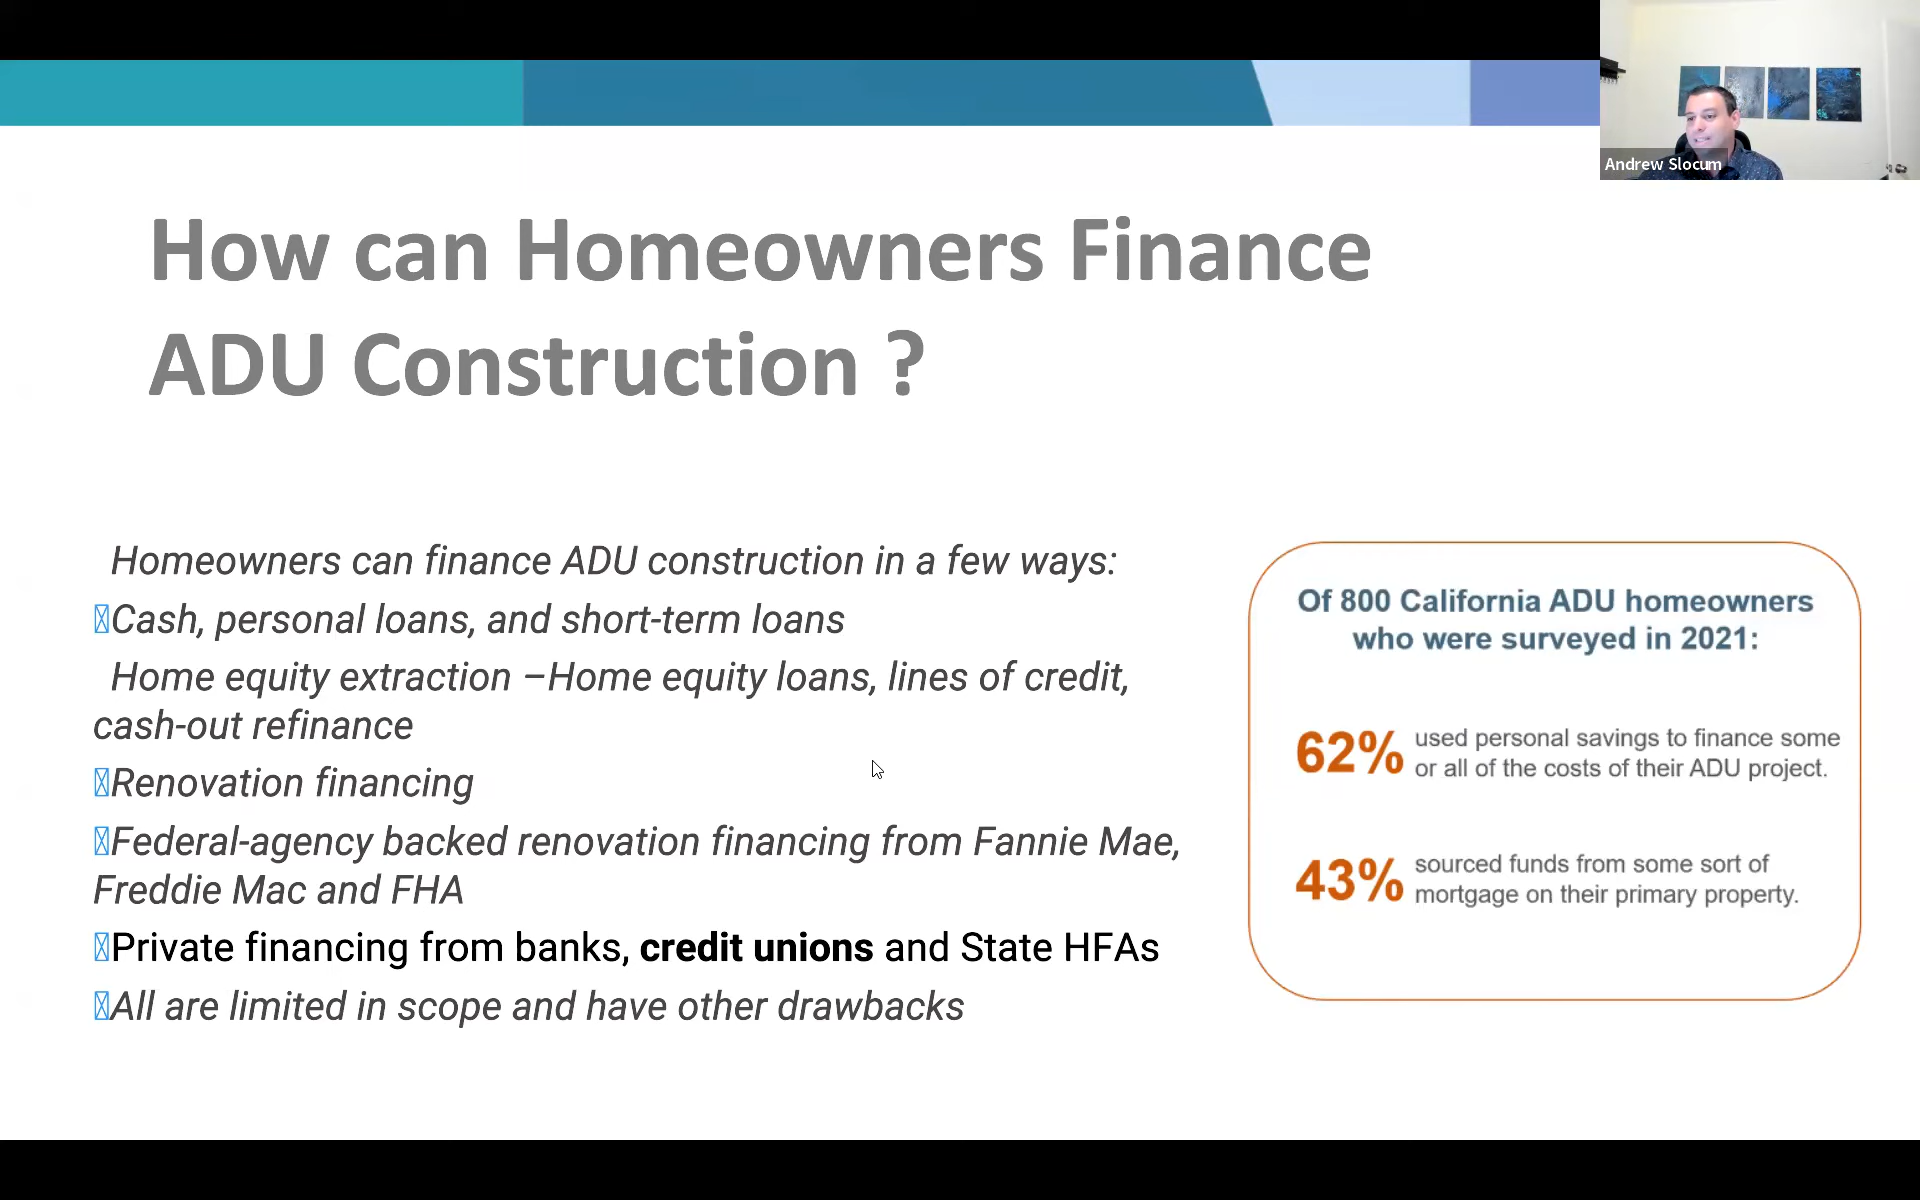 Andrew Slocum
How can Homeowners Finance
ADU Construction ?
Homeowners can finance ADU construction in a few ways:
Cash, personal loans, and short-term loans
Home equity extraction –Home equity loans, lines of credit,
cash-out refinance
Renovation financing
Federal-agency backed renovation financing from Fannie Mae,
Freddie Mac and FHA
Private financing from banks, credit unions and State HFAs
All are limited in scope and have other drawbacks
Of 800 California ADU homeowners
who were surveyed in 2021:
62% used personal savings to finance some
or all of the costs of their ADU project.
43% sourced funds from some sort of
mortgage on their primary property.